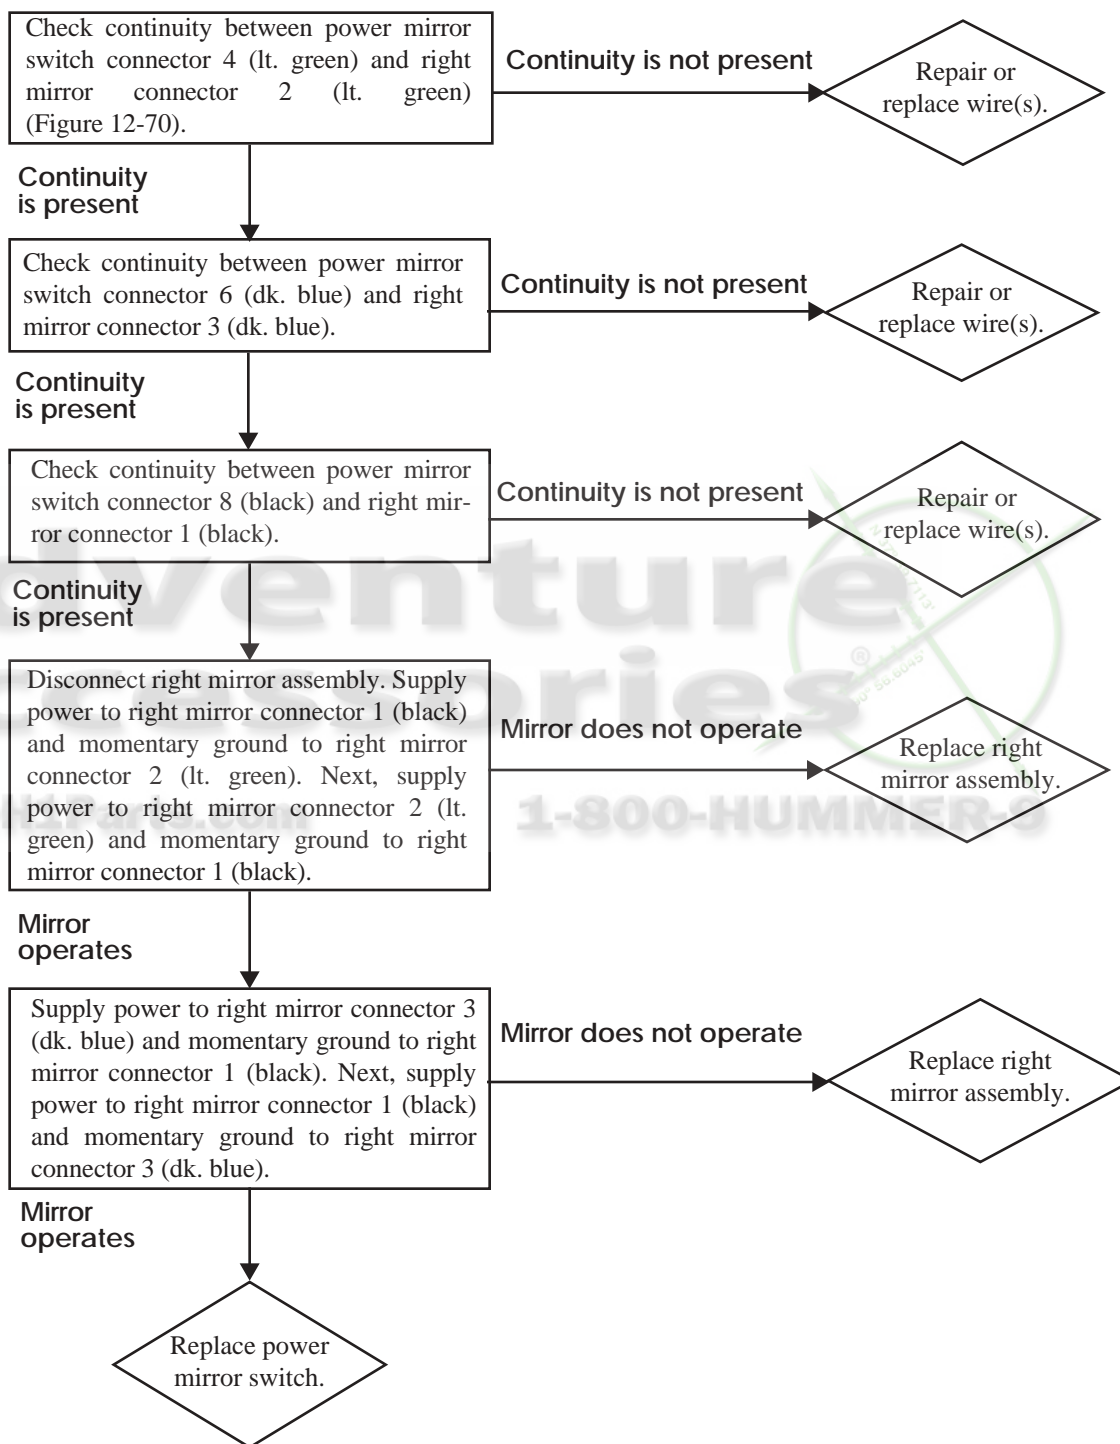 Check continuity between power mirror
switch connector 4 (lt. green) and right
mirror connector 2 (lt. green)
(Figure 12-70).
Continuity is not present
Repair or
replace wire(s).
Continuity
is present
Check continuity between power mirror
switch connector 6 (dk. blue) and right
mirror connector 3 (dk. blue).
Continuity is not present
Repair or
replace wire(s).
Continuity
is present
Check continuity between power mirror
switch connector 8 (black) and right mir-
ror connector 1 (black).
Continuity is not present
Repair or
replace wire(s).
dventure
Continuity
is present
ccessories
®
Disconnect right mirror assembly. Supply
power to right mirror connector 1 (black)
and momentary ground to right mirror
connector 2 (lt. green). Next, supply
power to right mirror connector 2 (lt.
green) and momentary ground to right
mirror connector 1 (black).
Mirror does not operate
Replace right
mirror assembly.
H1Parts.com
1-800-HUMMER-9
Mirror
operates
Supply power to right mirror connector 3
(dk. blue) and momentary ground to right
mirror connector 1 (black). Next, supply
power to right mirror connector 1 (black)
and momentary ground to right mirror
connector 3 (dk. blue).
Mirror does not operate
Replace right
mirror assembly.
Mirror
operates
Replace power
mirror switch.